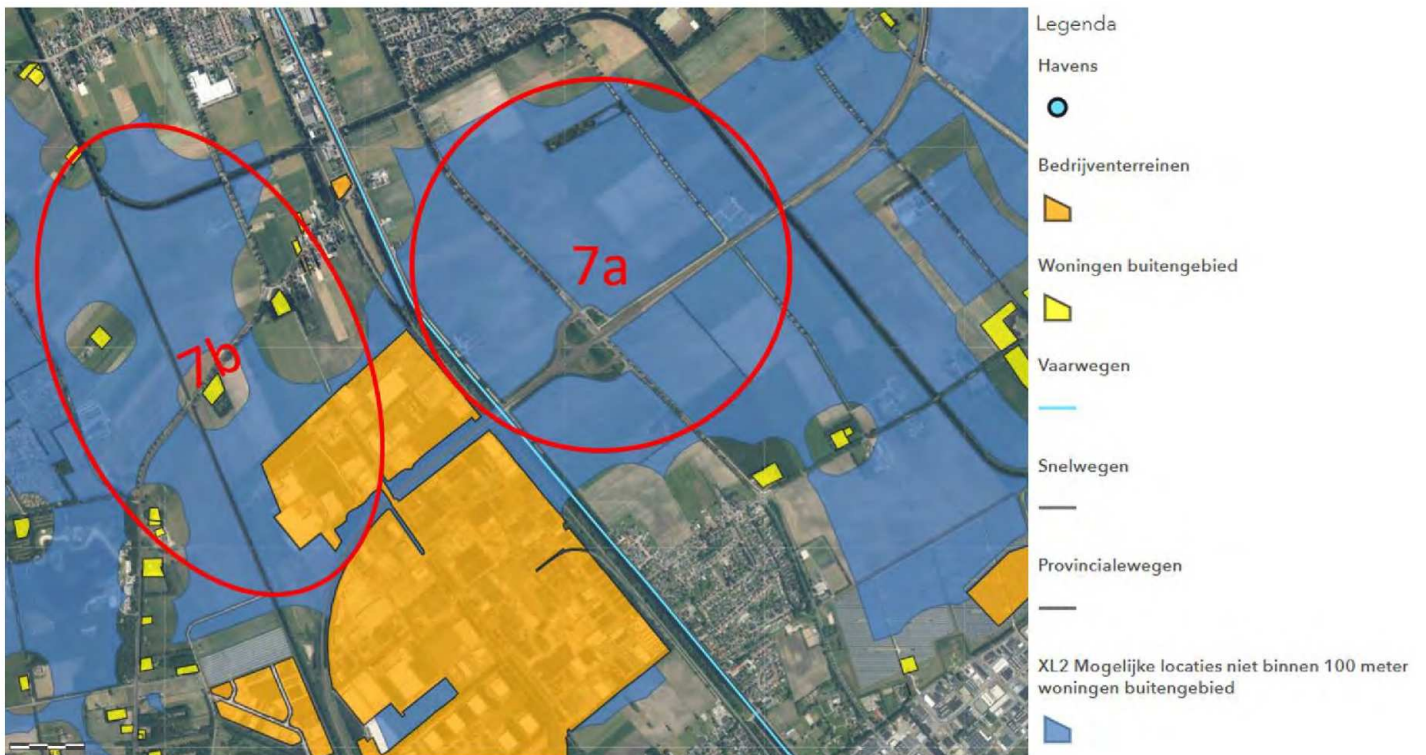 7a
7b
Legenda
Havens
Bedrijventerreinen
Woningen buitengebied
Vaarwegen
Snelwegen
Provincialewegen
XL2 Mogelijke locaties niet binnen 100 meter
woningen buitengebied